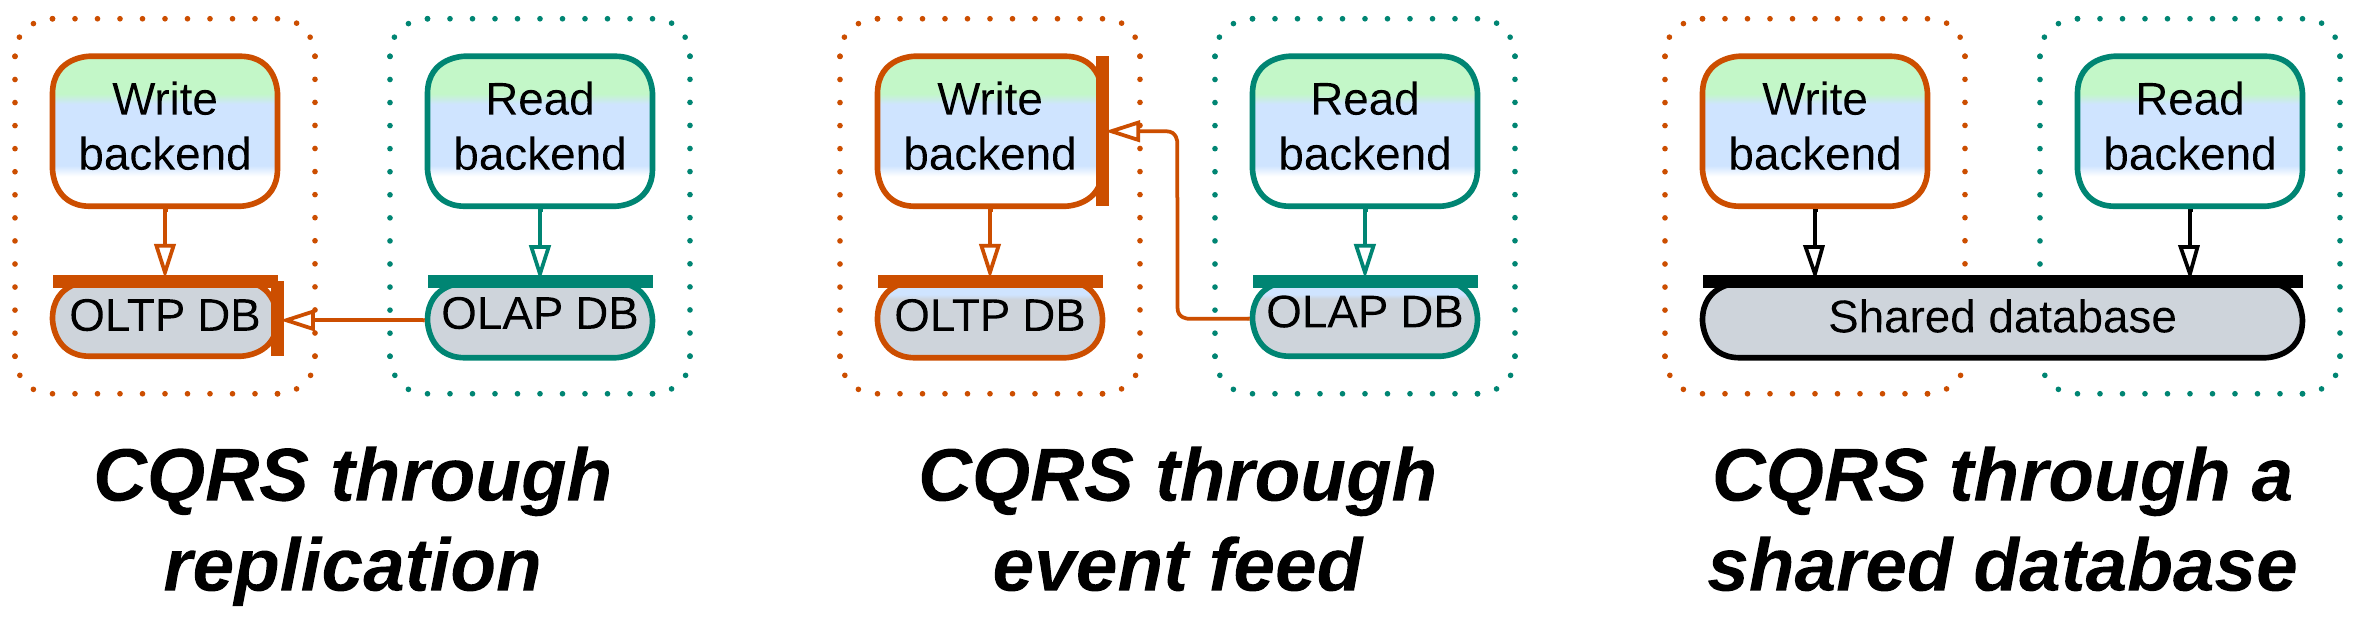 Write
backend
Read
backend
OLTP DB
OLAP DB
CQRS through
replication
Write
backend
Read
backend
OLTP DB
OLAP DB
CQRS through
event feed
Write
backend
Read
backend
Shared database
CQRS through a
shared database